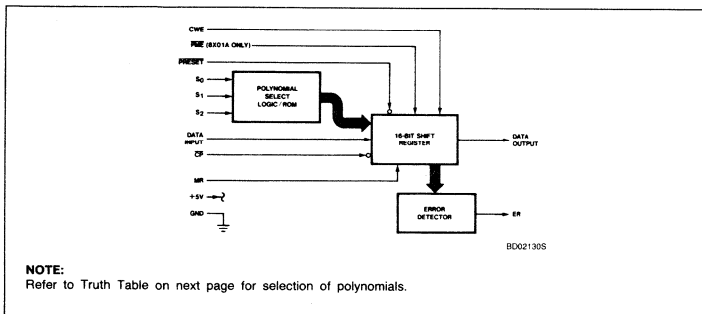 CWE
PME (8X01A ONLY)
PRESET
S0
S1
S2
POLYNOMIAL
SELECT
LOGIC/ROM
DATA
INPUT
CP
MR
+5V
GND
16-BIT SHIFT
REGISTER
DATA
OUTPUT
ERROR
DETECTOR
ER
BD02130S
NOTE:
Refer to Truth Table on next page for selection of polynomials.